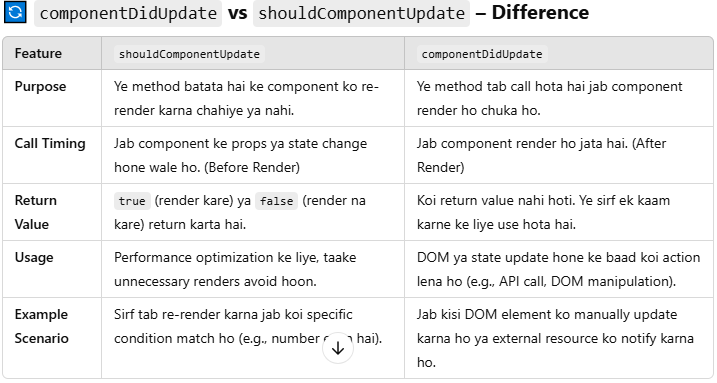 componentDidUpdate vs shouldComponentUpdate – Difference
Feature
shouldComponentUpdate
componentDidUpdate
Purpose
Ye method batata hai ke component ko re-
render karna chahiye ya nahi.
Ye method tab call hota hai jab component
render ho chuka ho.
Call Timing
Jab component ke props ya state change
hone wale ho. (Before Render)
Jab component render ho jata hai. (After
Render)
Return
Value
true (render kare) ya false (render na
kare) return karta hai.
Koi return value nahi hoti. Ye sirf ek kaam
karne ke liye use hota hai.
Usage
Performance optimization ke liye, taake
unnecessary renders avoid hoon.
DOM ya state update hone ke baad koi action
lena ho (e.g., API call, DOM manipulation).
Example
Scenario
Sirf tab re-render karna jab koi specific
condition match ho (e.g., number hai).
Jab kisi DOM element ko manually update
karna ho ya external resource ko notify karna
ho.